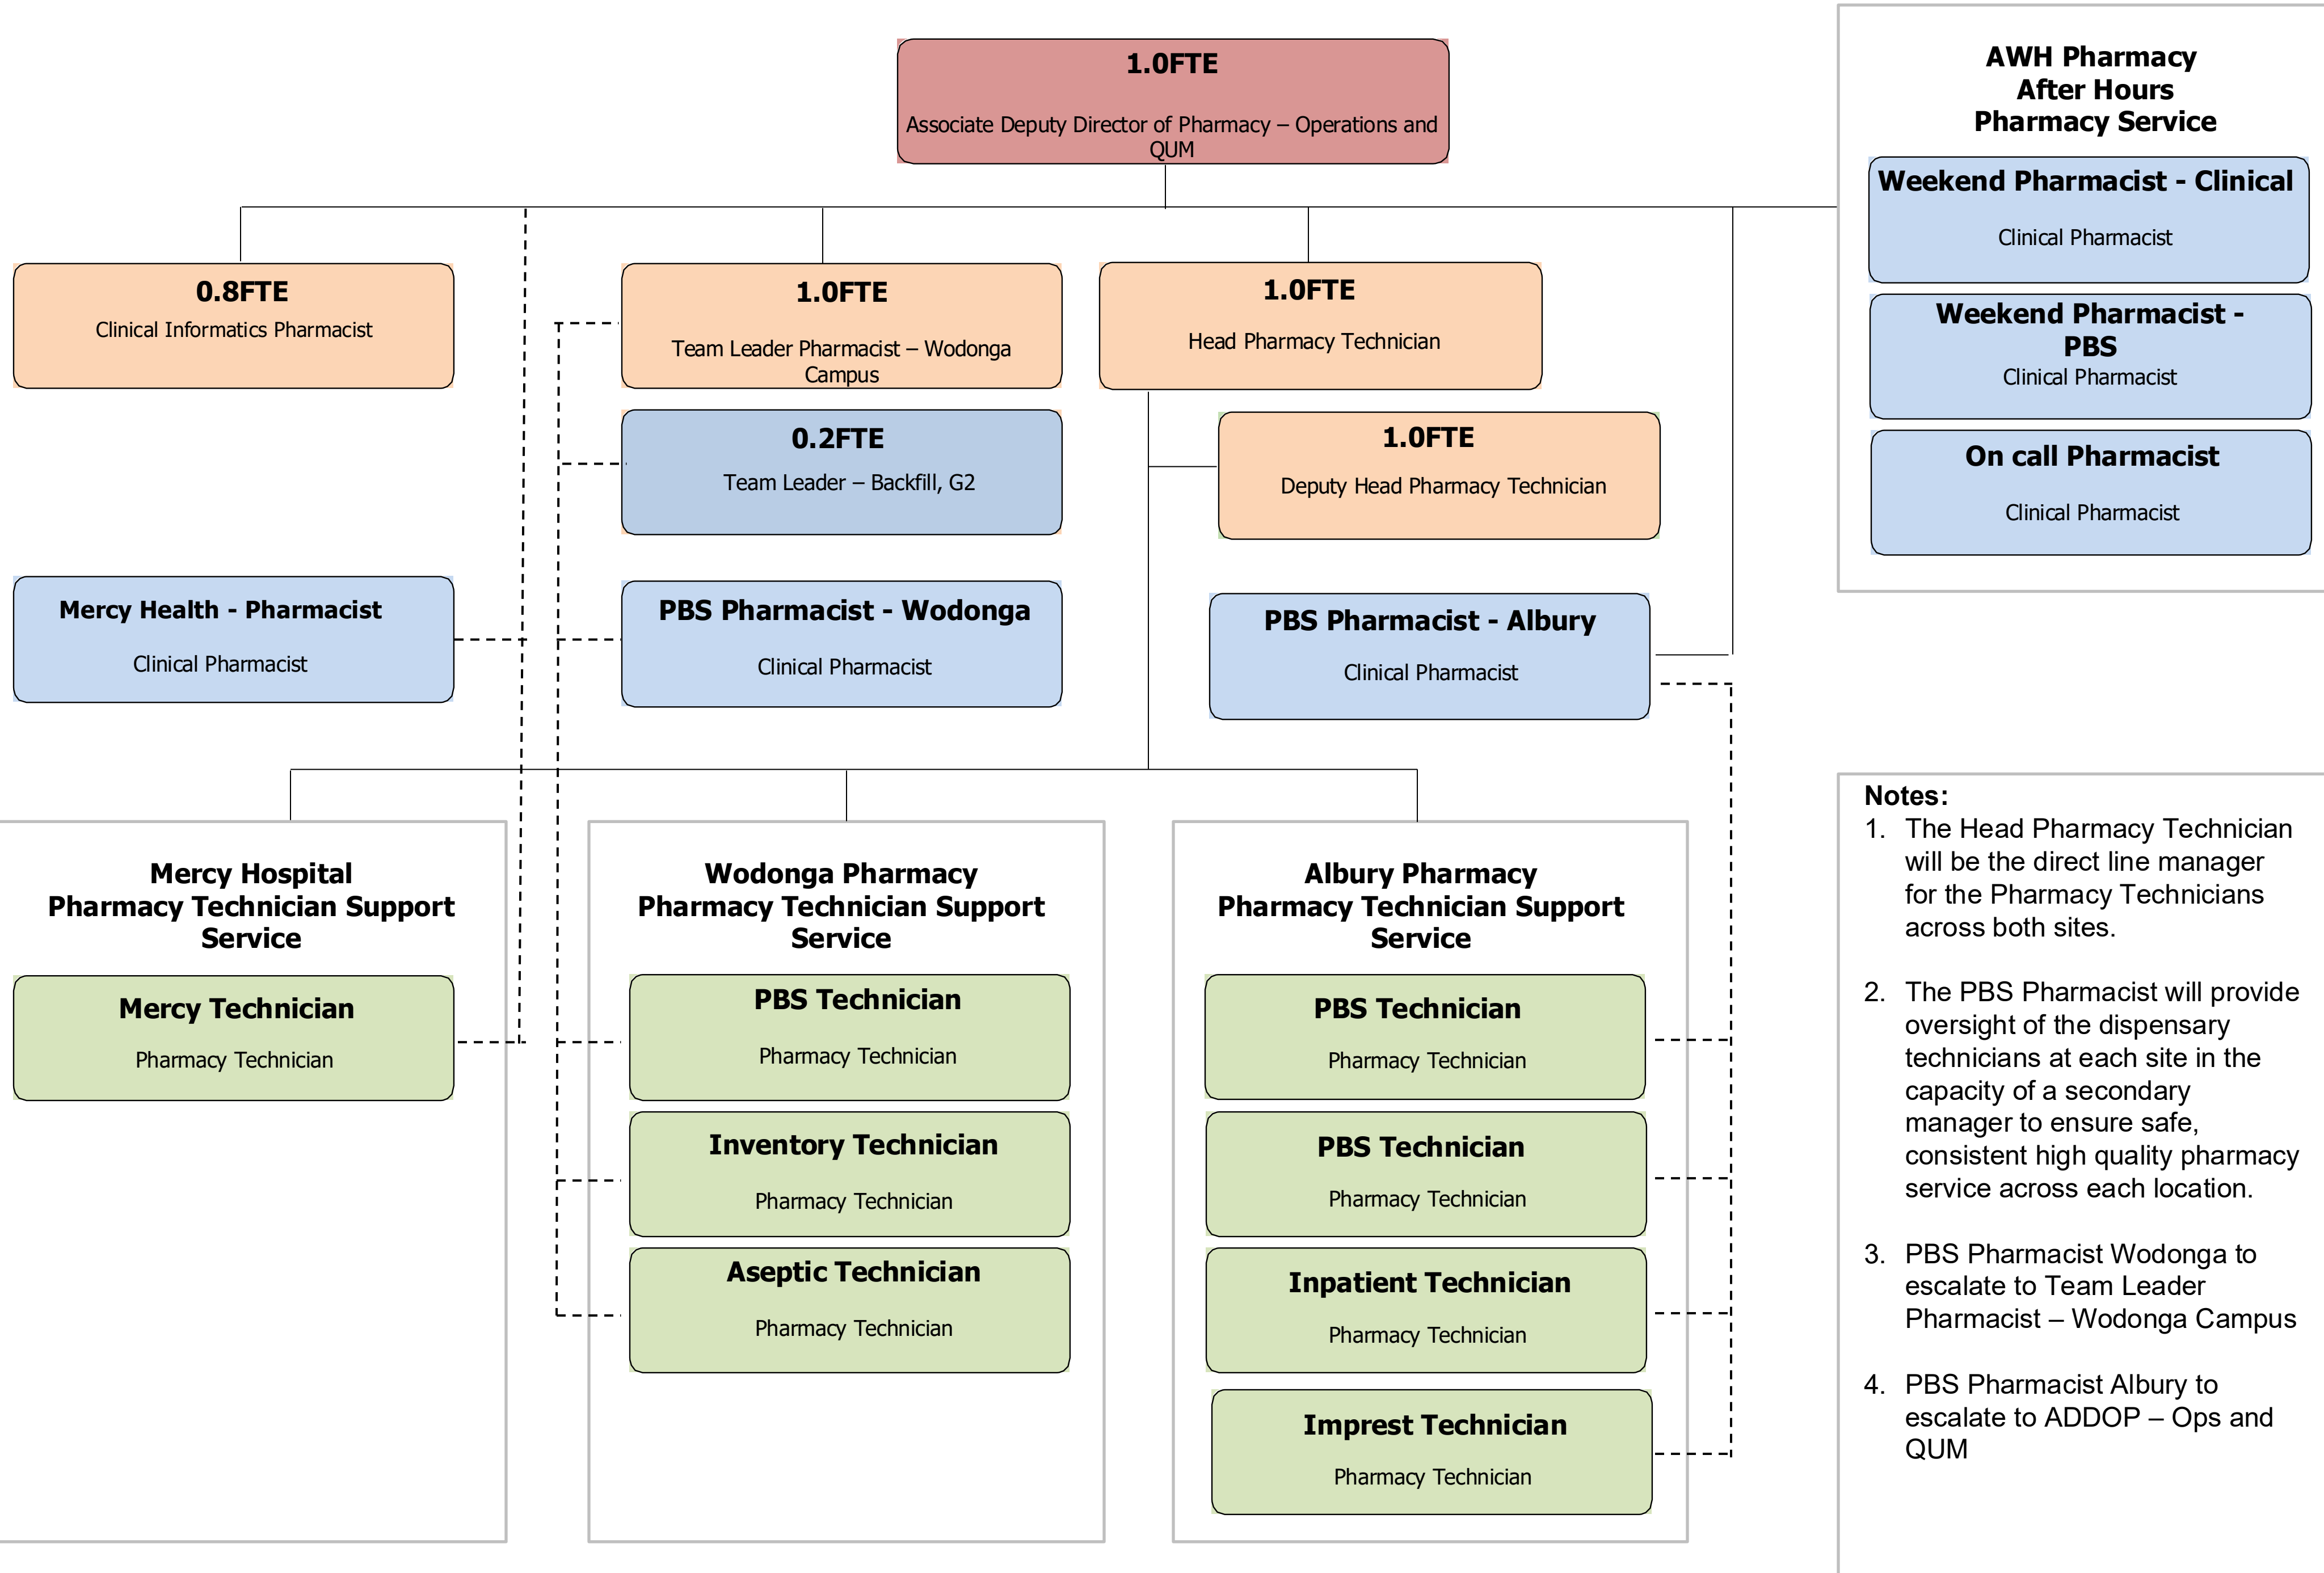 1.0FTE
Associate Deputy Director of Pharmacy – Operations and
QUM
AWH Pharmacy
After Hours
Pharmacy Service
Weekend Pharmacist - Clinical
Clinical Pharmacist
Weekend Pharmacist -
PBS
Clinical Pharmacist
On call Pharmacist
Clinical Pharmacist
0.8FTE
Clinical Informatics Pharmacist
1.0FTE
Team Leader Pharmacist – Wodonga
Campus
1.0FTE
Head Pharmacy Technician
0.2FTE
Team Leader – Backfill, G2
1.0FTE
Deputy Head Pharmacy Technician
Mercy Health - Pharmacist
Clinical Pharmacist
PBS Pharmacist - Wodonga
Clinical Pharmacist
PBS Pharmacist - Albury
Clinical Pharmacist
Mercy Hospital
Pharmacy Technician Support
Service
Mercy Technician
Pharmacy Technician
Wodonga Pharmacy
Pharmacy Technician Support
Service
PBS Technician
Pharmacy Technician
Inventory Technician
Pharmacy Technician
Aseptic Technician
Pharmacy Technician
Albury Pharmacy
Pharmacy Technician Support
Service
PBS Technician
Pharmacy Technician
PBS Technician
Pharmacy Technician
Inpatient Technician
Pharmacy Technician
Imprest Technician
Pharmacy Technician
Notes:
1. The Head Pharmacy Technician
will be the direct line manager
for the Pharmacy Technicians
across both sites.
2. The PBS Pharmacist will provide
oversight of the dispensary
technicians at each site in the
capacity of a secondary
manager to ensure safe,
consistent high quality pharmacy
service across each location.
3. PBS Pharmacist Wodonga to
escalate to Team Leader
Pharmacist – Wodonga Campus
4. PBS Pharmacist Albury to
escalate to ADDOP – Ops and
QUM